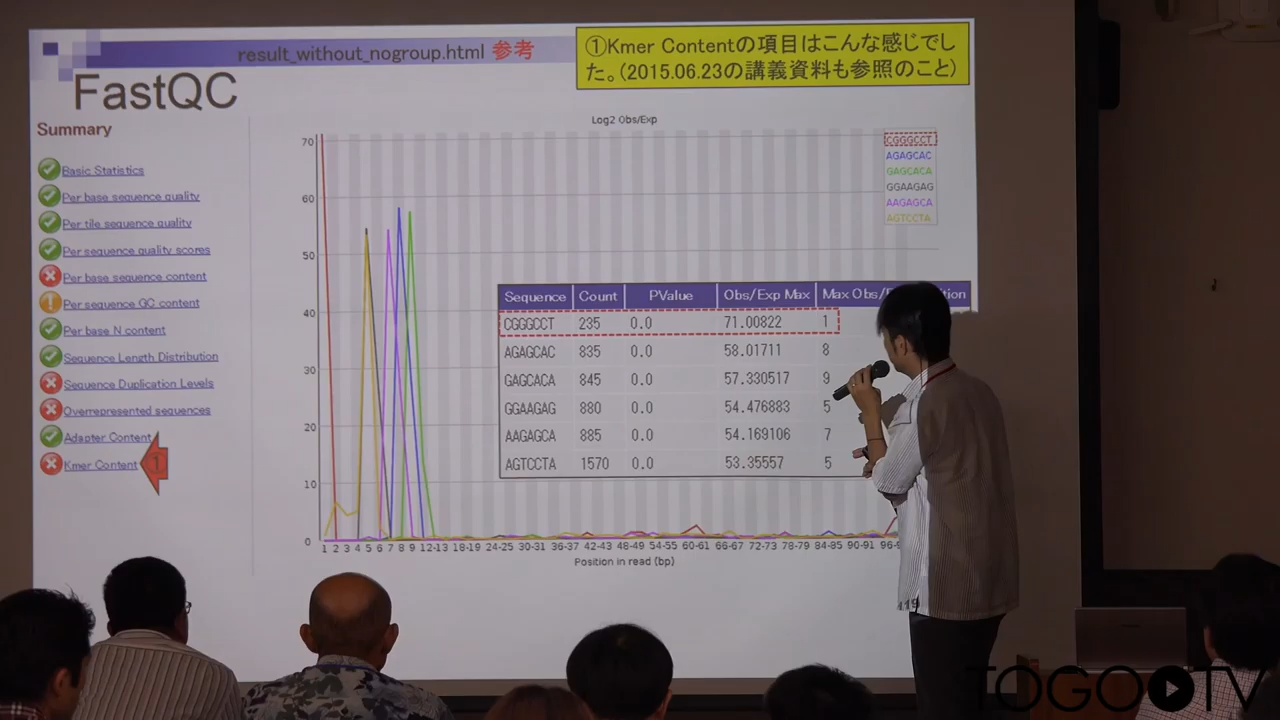 result_without_nogroup.html 参考
①Kmer Contentの項目はこんな感じでし
た。(2015.06.23の講義資料も参照のこと)
FastQC
Summary
Basic Statistics
Per base sequence quality
Per tile sequence quality
Per sequence quality scores
Per base sequence content
Per sequence GC content
Per base N content
Sequence Length Distribution
Sequence Duplication Levels
Overrepresented sequences
Adapter Content
Kmer Content
1
Log2 Obs/Exp
CGGGCCT
AGAGCAC
GAGCACA
GGAAGAG
AAGAGCA
AGTCCTA
70
60
50
40
30
20
10
0
Sequence Count PValue Obs/Exp Max Max Obs/
CGGGCCT 235 0.0 71.00822 1
AGAGCAC 835 0.0 58.01711 8
GAGCACA 845 0.0 57.330517 9
GGAAGAG 880 0.0 54.476883 5
AAGAGCA 885 0.0 54.169106 7
AGTCCTA 1570 0.0 53.35557 5
1 2 3 4 5 6 7 8 9 12-13 18-19 24-25 30-31 36-37 42-43 48-49 54-55 60-61 66-67 72-73 78-79 84-85 90-91 96-
Position in read (bp)
119
TOGO TV